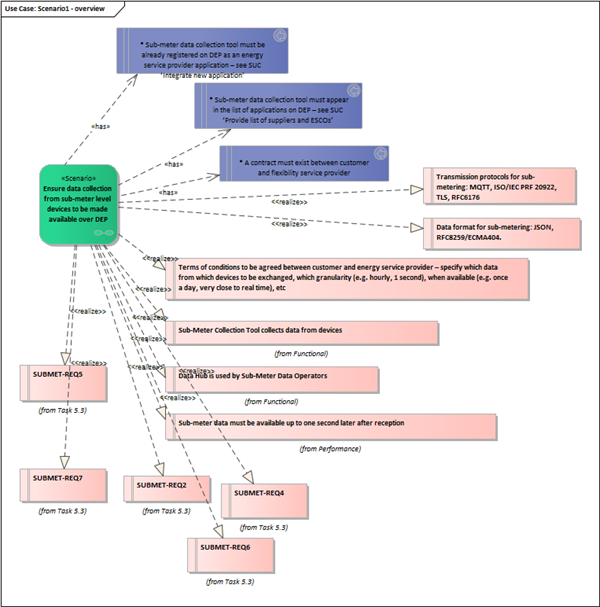 Use Case: Scenario1 - overview
* Sub-meter data collection tool must be
already registered on DEP as an energy
service provider application – see SUC
'Integrate new application'
* Sub-meter data collection tool must appear
in the list of applications on DEP – see SUC
'Provide list of suppliers and ESCOs'
* A contract must exist between customer
and flexibility service provider
«has»
«has»
«has»
«Scenario»
Ensure data collection
from sub-meter level
devices to be made
available over DEP
Transmission protocols for sub-
metering: MQTT, ISO/IEC PRF 20922,
TLS, RFC6176
<<realize>>
Data format for sub-metering: JSON,
RFC8259/ECMA404.
<<realize>>
Terms of conditions to be agreed between customer and energy service provider – specify which data
from which devices to be exchanged, which granularity (e.g. hourly, 1 second), when available (e.g. once
a day, very close to real time), etc
<<realize>>
<<realize>>
<<realize>>
Sub-Meter Collection Tool collects data from devices
(from Functional)
<<realize>>
<<realize>>
<<realize>>
<<realize>>
SUBMET-REQ5
(from Task 5.3)
Data Hub is used by Sub-Meter Data Operators
(from Functional)
<<realize>>
Sub-meter data must be available up to one second later after reception
(from Performance)
SUBMET-REQ7
(from Task 5.3)
SUBMET-REQ2
(from Task 5.3)
SUBMET-REQ4
(from Task 5.3)
SUBMET-REQ6
(from Task 5.3)